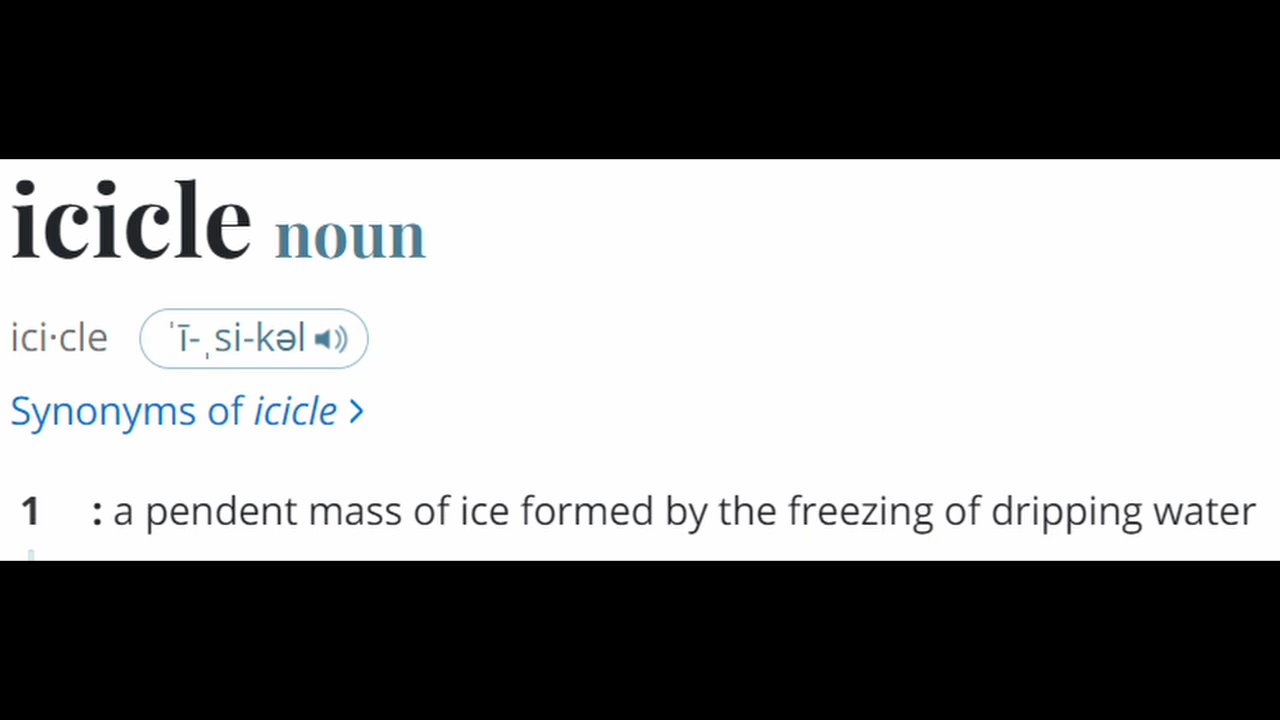 icicle noun
ici·cle ˈī-ˌsi-kəl
Synonyms of icicle >
1 : a pendent mass of ice formed by the freezing of dripping water